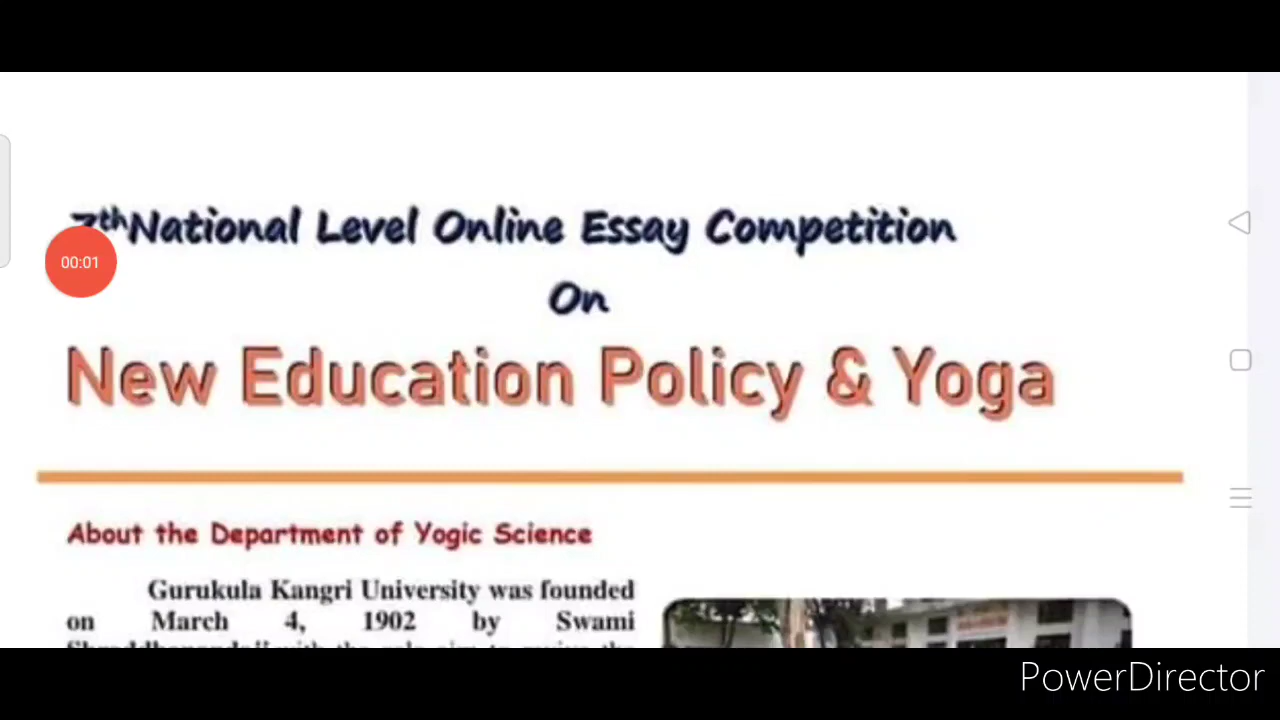 7thNational Level Online Essay Competition
00:01
On
New Education Policy & Yoga
About the Department of Yogic Science
Gurukula Kangri University was founded
on March 4, 1902 by Swami
PowerDirector